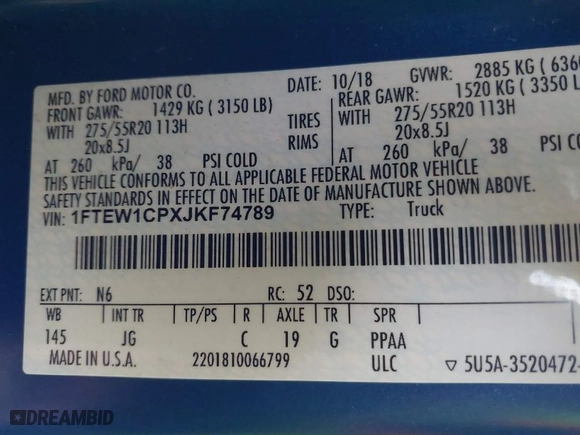 MFD. BY FORD MOTOR CO.
DATE: 10/18
GVWR: 2885 KG ( 6360
FRONT GAWR: 1429 KG ( 3150 LB)
REAR GAWR: 1520 KG ( 3350
WITH 275/55R20 113H
TIRES
WITH 275/55R20 113H
20x8.5J
RIMS
20x8.5J
AT 260 kPa/ 38 PSI COLD
AT 260 kPa/ 38
THIS VEHICLE CONFORMS TO ALL APPLICABLE FEDERAL MOTOR VEHICLE
SAFETY STANDARDS IN EFFECT ON THE DATE OF MANUFACTURE SHOWN ABOVE.
VIN: 1FTEW1CPXJKF74789
TYPE: Truck
EXT PNT: N6
RC: 52 DSO:
WB INT TR TP/PS R AXLE TR SPR
145 JG C 19 G PPAA
MADE IN U.S.A. 2201810066799 ULC ▽ 5U5A-3520472-
DREAMBID